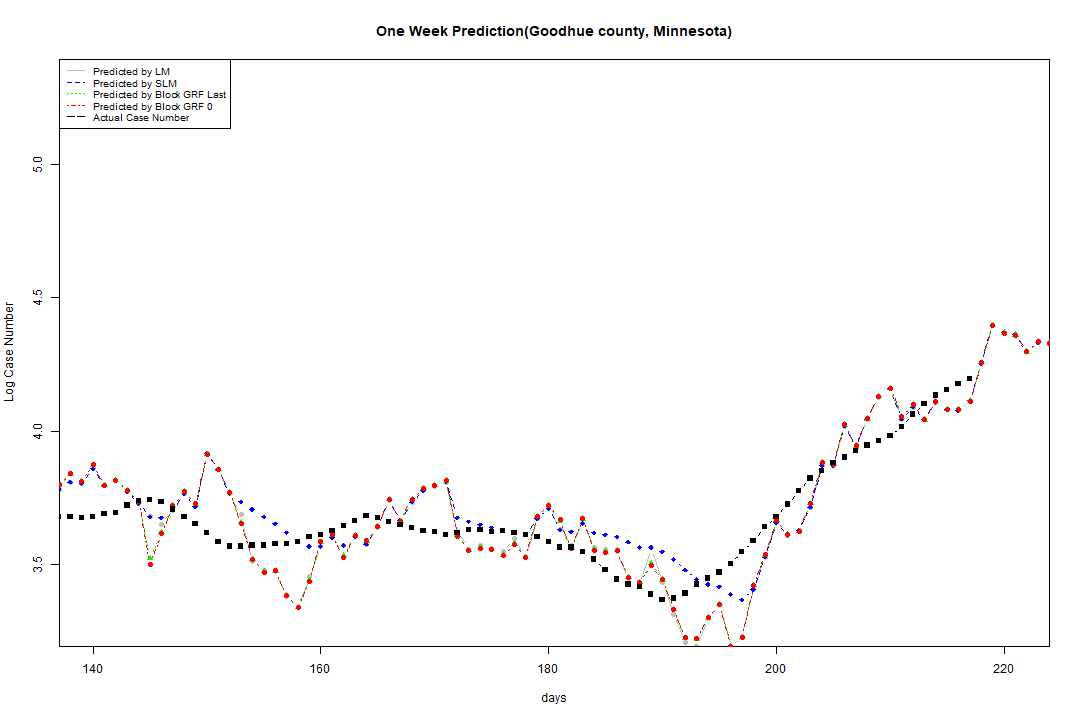 One Week Prediction(Goodhue county, Minnesota)
Predicted by LM
Predicted by SLM
Predicted by Block GRF Last
Predicted by Block GRF 0
Actual Case Number
5.0
4.5
4.0
3.5
Log Case Number
140 160 180 200 220
days